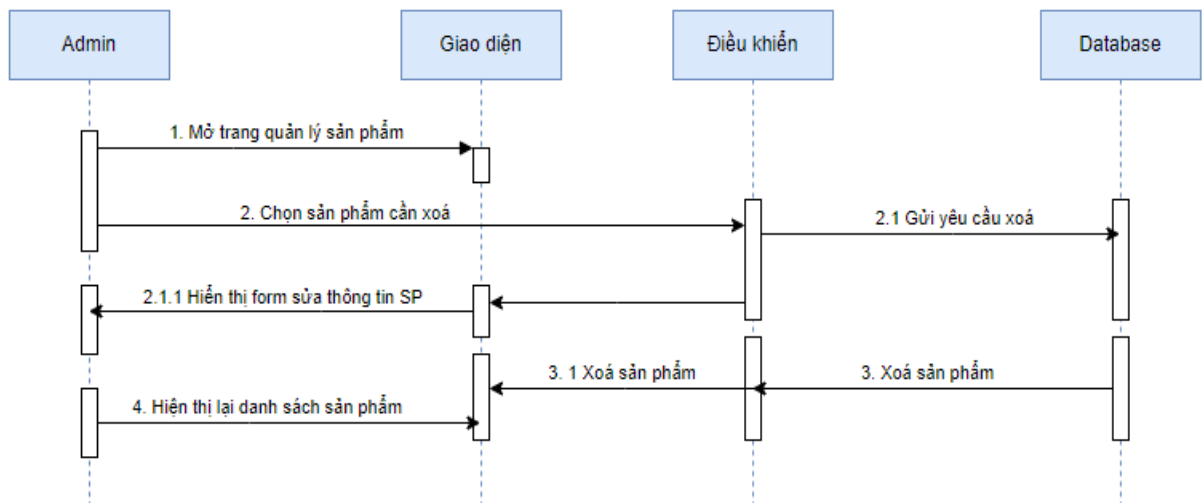 Admin
Giao diện
Điều khiển
Database
1. Mở trang quản lý sản phẩm
2. Chọn sản phẩm cần xoá
2.1 Gửi yêu cầu xoá
2.1.1 Hiển thị form sửa thông tin SP
3. 1 Xoá sản phẩm
3. Xoá sản phẩm
4. Hiện thị lại danh sách sản phẩm